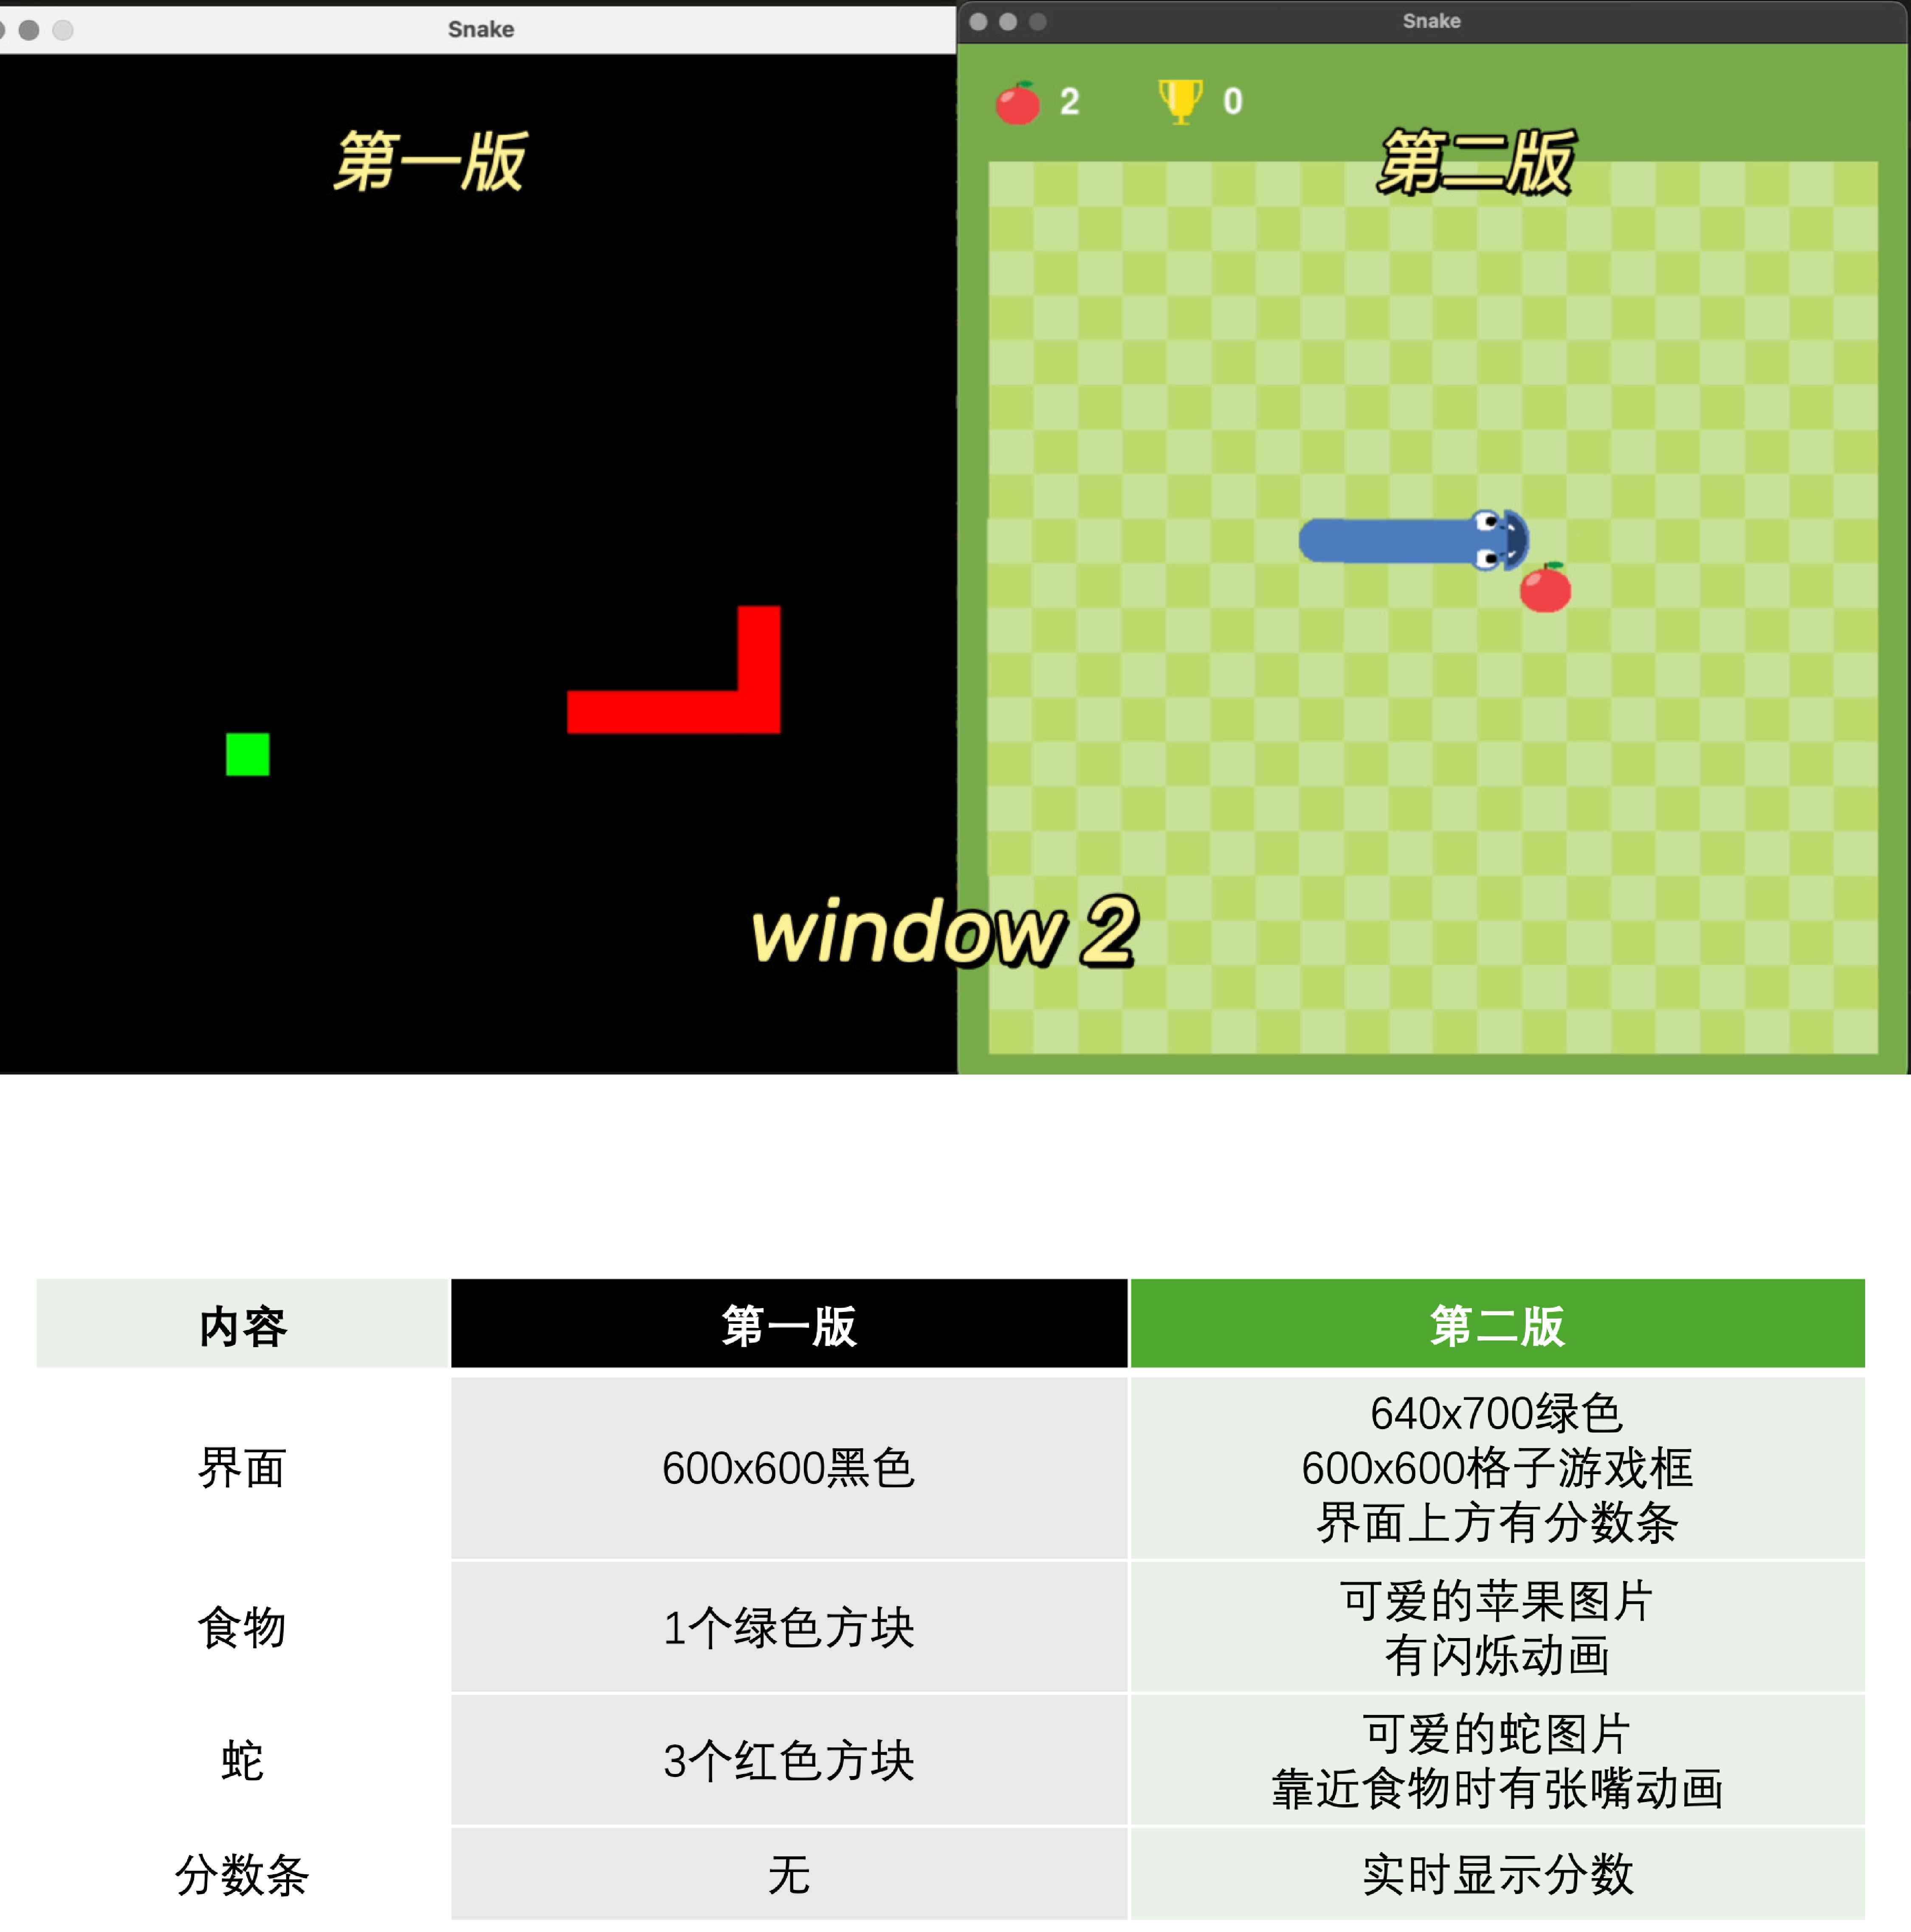 Snake
第一版
Snake
2
0
第二版
window 2
内容
第一版
第二版
界面
600x600黑色
640x700绿色
600x600格子游戏框
界面上方有分数条
食物
1个绿色方块
可爱的苹果图片
有闪烁动画
蛇
3个红色方块
可爱的蛇图片
靠近食物时有张嘴动画
分数条
无
实时显示分数